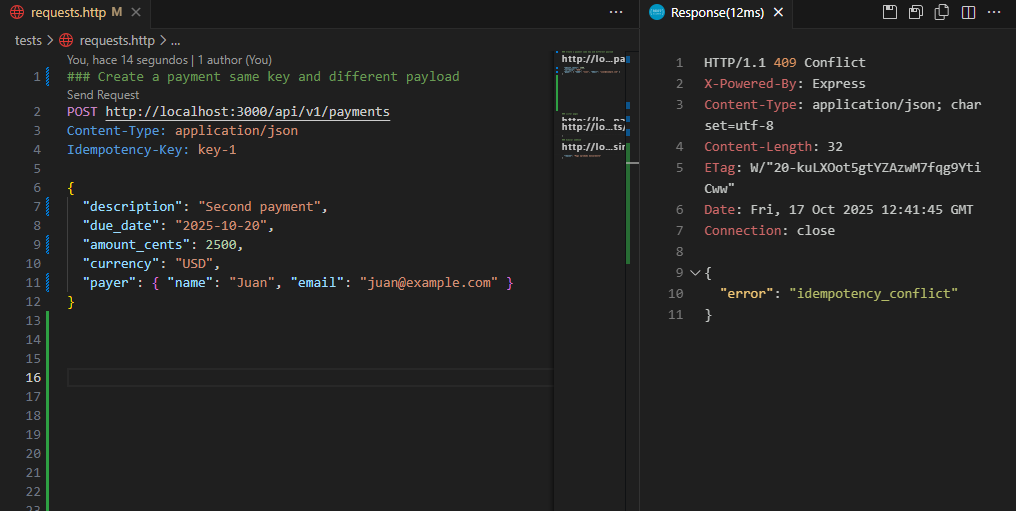 requests.http M
tests > requests.http > ...
You, hace 14 segundos | 1 author (You)
1 ### Create a payment same key and different payload
Send Request
2 POST http://localhost:3000/api/v1/payments
3 Content-Type: application/json
4 Idempotency-Key: key-1
5
6 {
7 "description": "Second payment",
8 "due_date": "2025-10-20",
9 "amount_cents": 2500,
10 "currency": "USD",
11 "payer": { "name": "Juan", "email": "juan@example.com" }
12 }
13
14
15
16
17
18
19
20
21
22
23
http://lo...pa
http://lo...ts/
http://lo...sir
Response(12ms)
1 HTTP/1.1 409 Conflict
2 X-Powered-By: Express
3 Content-Type: application/json; char
set=utf-8
4 Content-Length: 32
5 ETag: W/"20-kuLXOot5gtYZAzwM7fqg9Yti
Cww"
6 Date: Fri, 17 Oct 2025 12:41:45 GMT
7 Connection: close
8
9 {
10 "error": "idempotency_conflict"
11 }